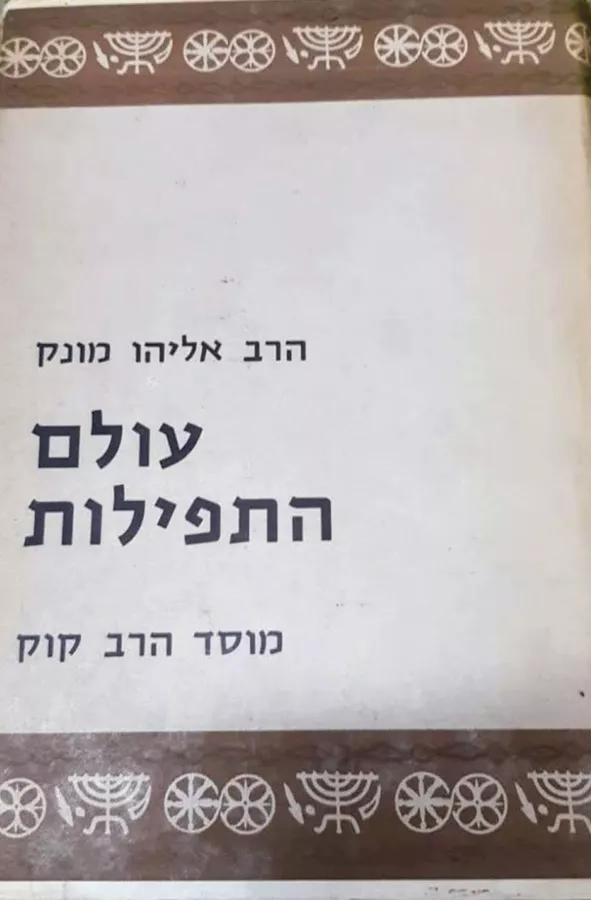 הרב אליהו מונק
עולם
התפילות
מוסד הרב קוק